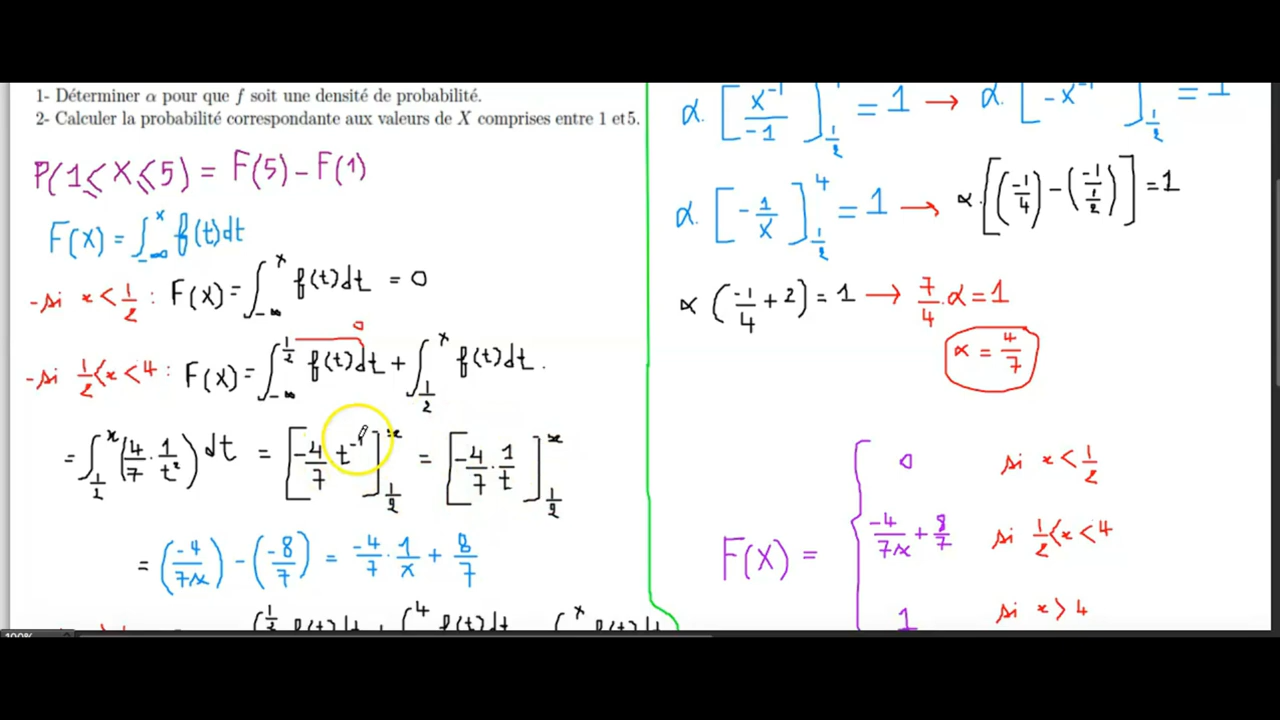 1- Déterminer α pour que f soit une densité de probabilité.
2- Calculer la probabilité correspondante aux valeurs de X comprises entre 1 et 5.
P(1≤X≤5) = F(5) - F(1)
F(x) = ∫_{-∞}^{x} f(t)dt
- si x < 1/2 : F(x) = ∫_{-∞}^{x} f(t)dt = 0
- si 1/2 < x < 4 : F(x) = ∫_{-∞}^{1/2} f(t)dt + ∫_{1/2}^{x} f(t)dt.
0
= ∫_{1/2}^{x} (4/7 · 1/t²) dt = [-4/7 t^{-1}]_{1/2}^{x} = [-4/7 · 1/t]_{1/2}^{x}
= (-4/7x) - (-8/7) = -4/7 · 1/x + 8/7
α. [x^{-1}/-1]_{1/2} = 1 → α. [-x^{-1}]_{1/2} = 1
α. [-1/x]_{1/2}^{4} = 1 → α. [(-1/4) - (-1/(1/2))] = 1
α (-1/4 + 2) = 1 → 7/4 . α = 1
α = 4/7
F(x) =
0 si x < 1/2
-4/7x + 8/7 si 1/2 < x < 4
1 si x > 4
100%